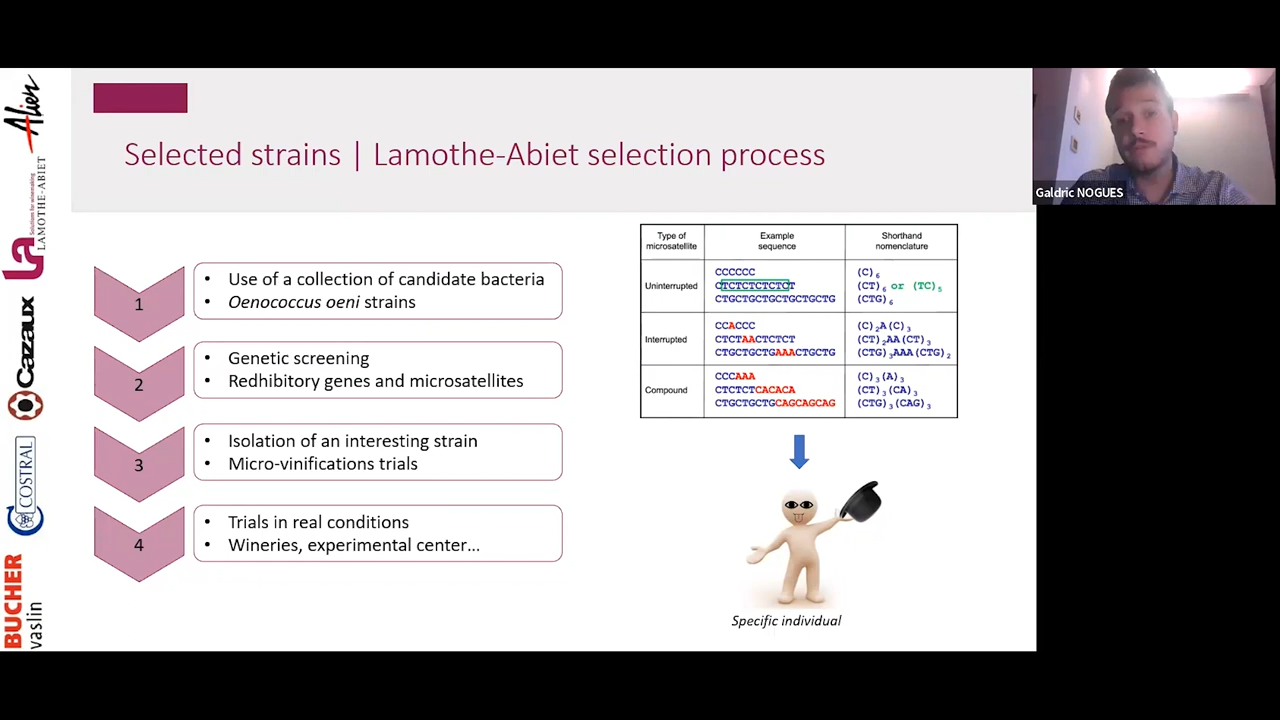 Alien
Solutions for winemaking
LAMOTHE-ABIET
Cazaux
COSTRAL
BUCHER
vaslin
Selected strains | Lamothe-Abiet selection process
Galdric NOGUES
1
• Use of a collection of candidate bacteria
• Oenococcus oeni strains
2
• Genetic screening
• Redhibitory genes and microsatellites
3
• Isolation of an interesting strain
• Micro-vinifications trials
4
• Trials in real conditions
• Wineries, experimental center...
Type of microsatellite Example sequence Shorthand nomenclature
Uninterrupted
CCCCCC (C)6
CTCTCTCTCTCT (CT)6 or (TC)5
CTGCTGCTGCTGCTGCTG (CTG)6
Interrupted
CCACCC (C)2A(C)3
CTCTAACTCTCT (CT)2AA(CT)3
CTGCTGCTGAAACTGCTG (CTG)3AAA(CTG)2
Compound
CCCAAA (C)3(A)3
CTCTCTCACACA (CT)3(CA)3
CTGCTGCTGCAGCAGCAG (CTG)3(CAG)3
Specific individual